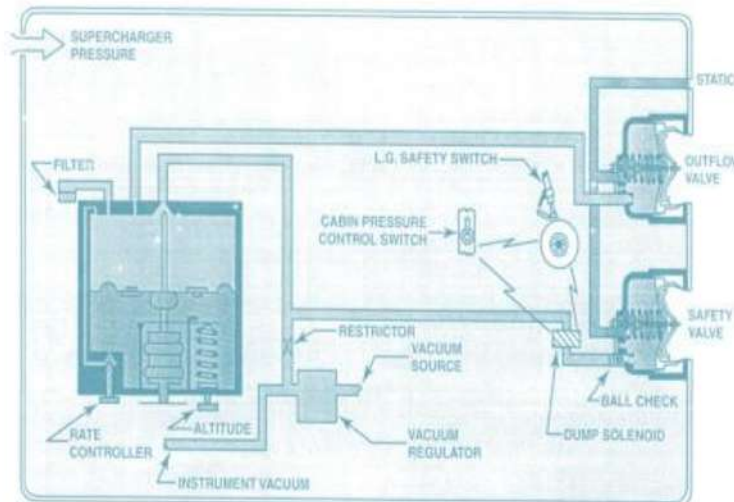 SUPERCHARGER
PRESSURE
STATIC
L.G. SAFETY SWITCH
FILTER
OUTFLOW
VALVE
CABIN PRESSURE
CONTROL SWITCH
SAFETY
VALVE
RESTRICTOR
VACUUM
SOURCE
BALL CHECK
RATE
CONTROLLER
ALTITUDE
VACUUM
REGULATOR
DUMP SOLENOID
INSTRUMENT VACUUM